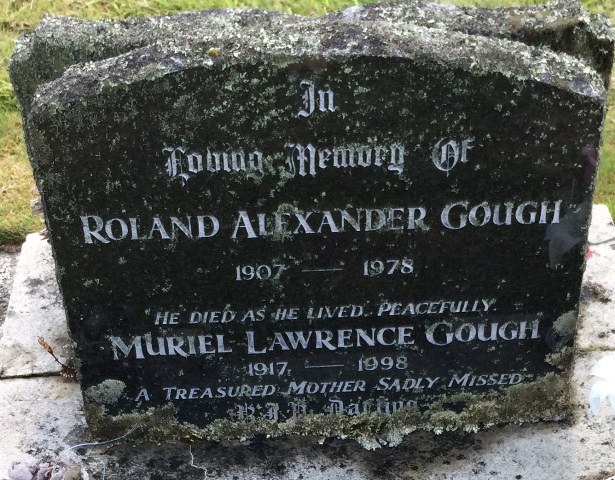 In
Loving Memory Of
ROLAND ALEXANDER GOUGH
1907 — 1978
HE DIED AS HE LIVED. PEACEFULLY
MURIEL LAWRENCE GOUGH
1917 — 1998
A TREASURED MOTHER SADLY MISSED
R.I.P. Darling